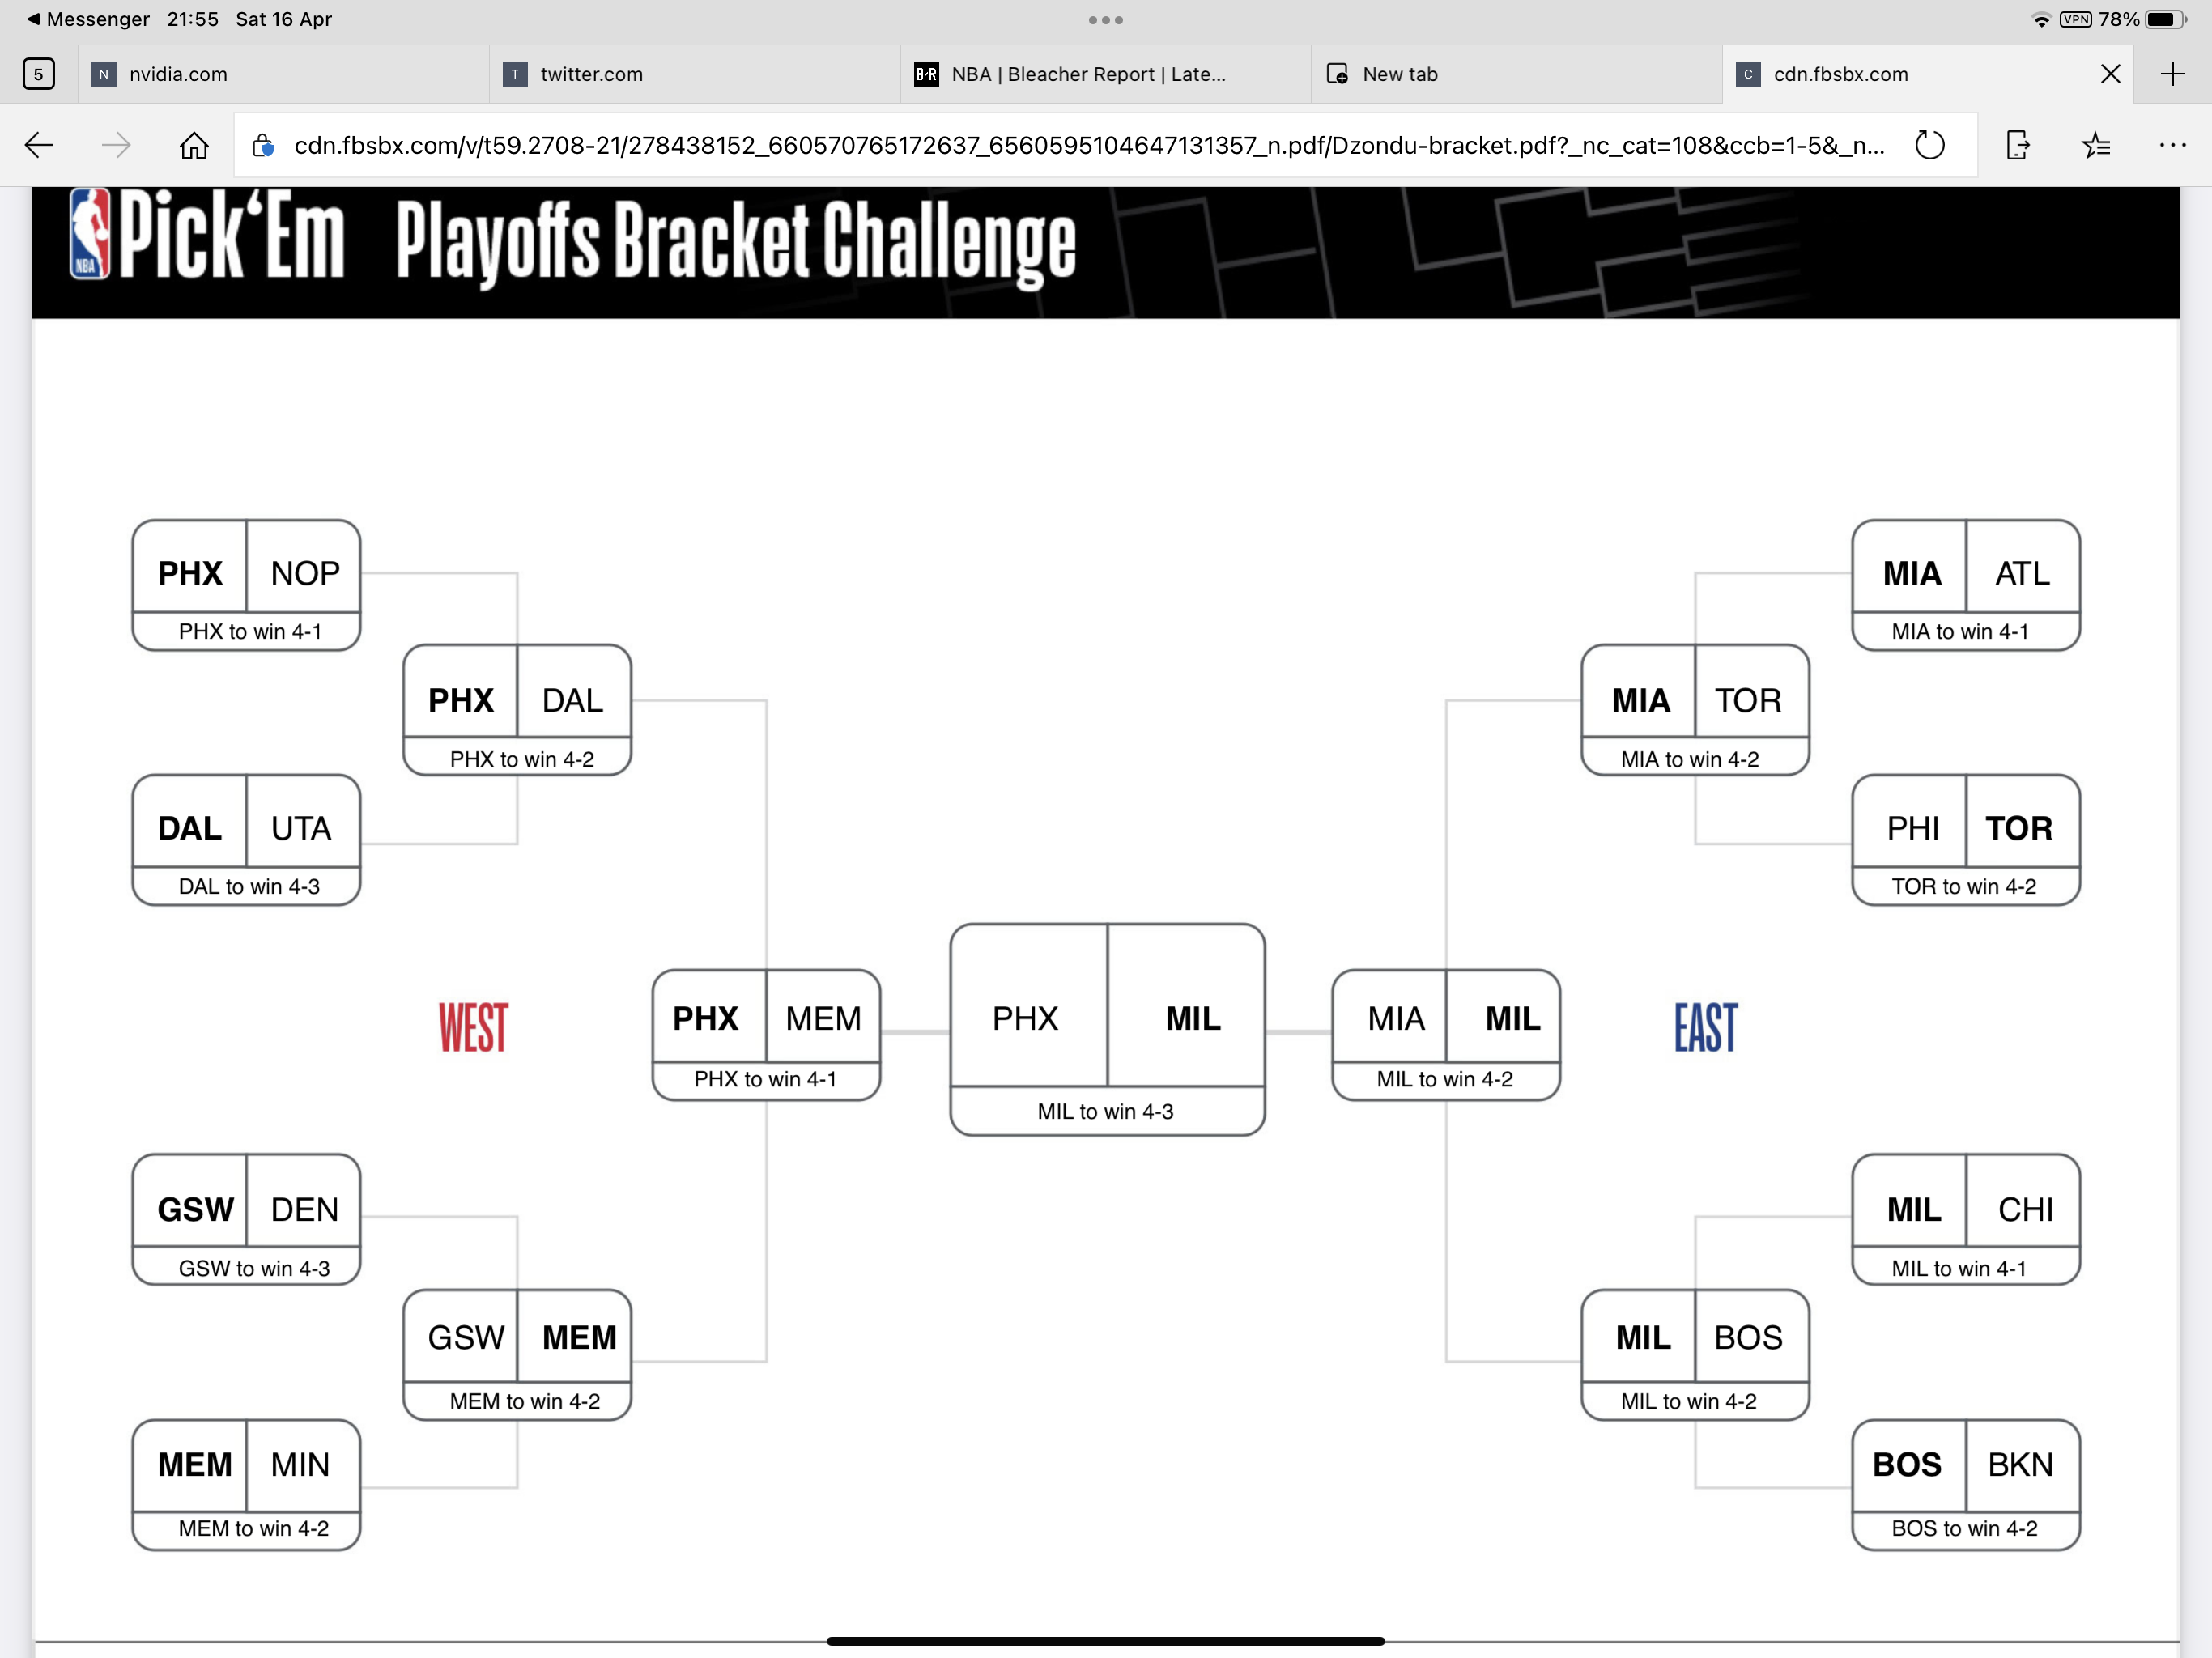 Messenger 21:55 Sat 16 Apr VPN 78%
5 N nvidia.com T twitter.com B·R NBA | Bleacher Report | Late... New tab C cdn.fbsbx.com
cdn.fbsbx.com/v/t59.2708-21/278438152_660570765172637_6560595104647131357_n.pdf/Dzondu-bracket.pdf?_nc_cat=108&ccb=1-5&_n...
NBA Pick‘Em Playoffs Bracket Challenge
PHX NOP
PHX to win 4-1
MIA ATL
MIA to win 4-1
PHX DAL
PHX to win 4-2
MIA TOR
MIA to win 4-2
DAL UTA
DAL to win 4-3
PHI TOR
TOR to win 4-2
WEST
PHX MEM
PHX to win 4-1
PHX MIL
MIL to win 4-3
MIA MIL
MIL to win 4-2
EAST
GSW DEN
GSW to win 4-3
MIL CHI
MIL to win 4-1
GSW MEM
MEM to win 4-2
MIL BOS
MIL to win 4-2
MEM MIN
MEM to win 4-2
BOS BKN
BOS to win 4-2